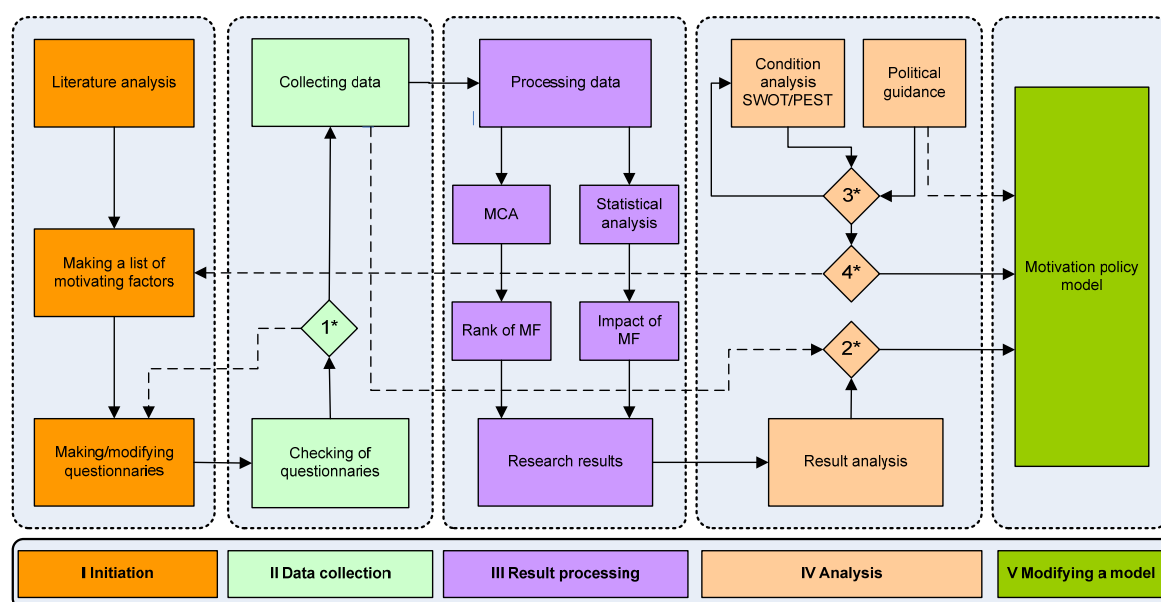 Literature analysis
Making a list of
motivating factors
Making/modifying
questionnaries
Collecting data
1*
Checking of
questionnaries
Processing data
MCA
Statistical
analysis
Rank of MF
Impact of
MF
Research results
Condition
analysis
SWOT/PEST
Political
guidance
3*
4*
2*
Result analysis
Motivation policy
model
I Initiation
II Data collection
III Result processing
IV Analysis
V Modifying a model